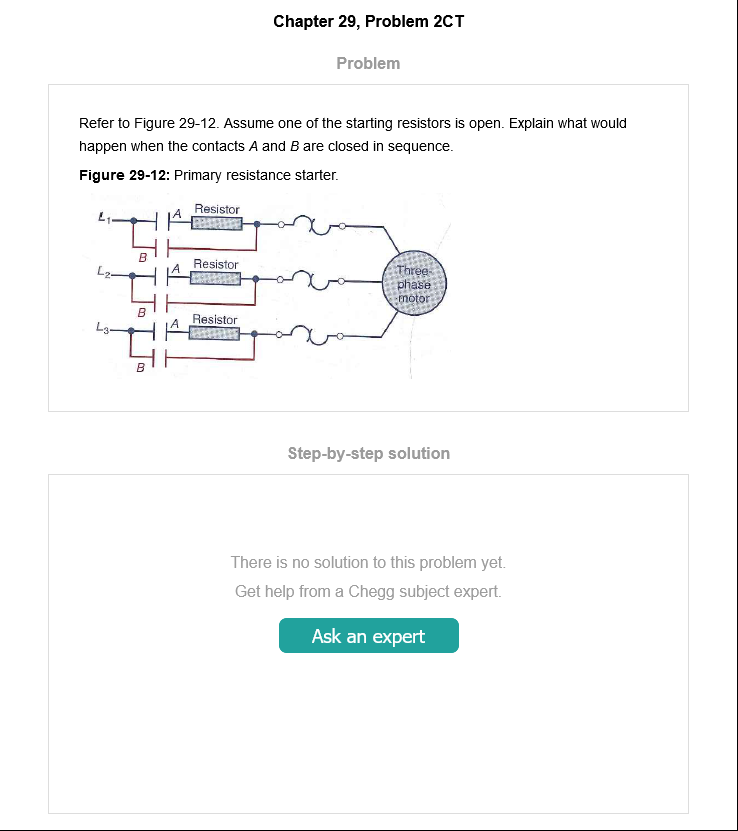 Chapter 29, Problem 2CT
Problem
Refer to Figure 29-12. Assume one of the starting resistors is open. Explain what would
happen when the contacts A and B are closed in sequence.
Figure 29-12: Primary resistance starter.
L1 A Resistor
B
L2 A Resistor
Three-
phase
motor
B
L3 A Resistor
B
Step-by-step solution
There is no solution to this problem yet.
Get help from a Chegg subject expert.
Ask an expert